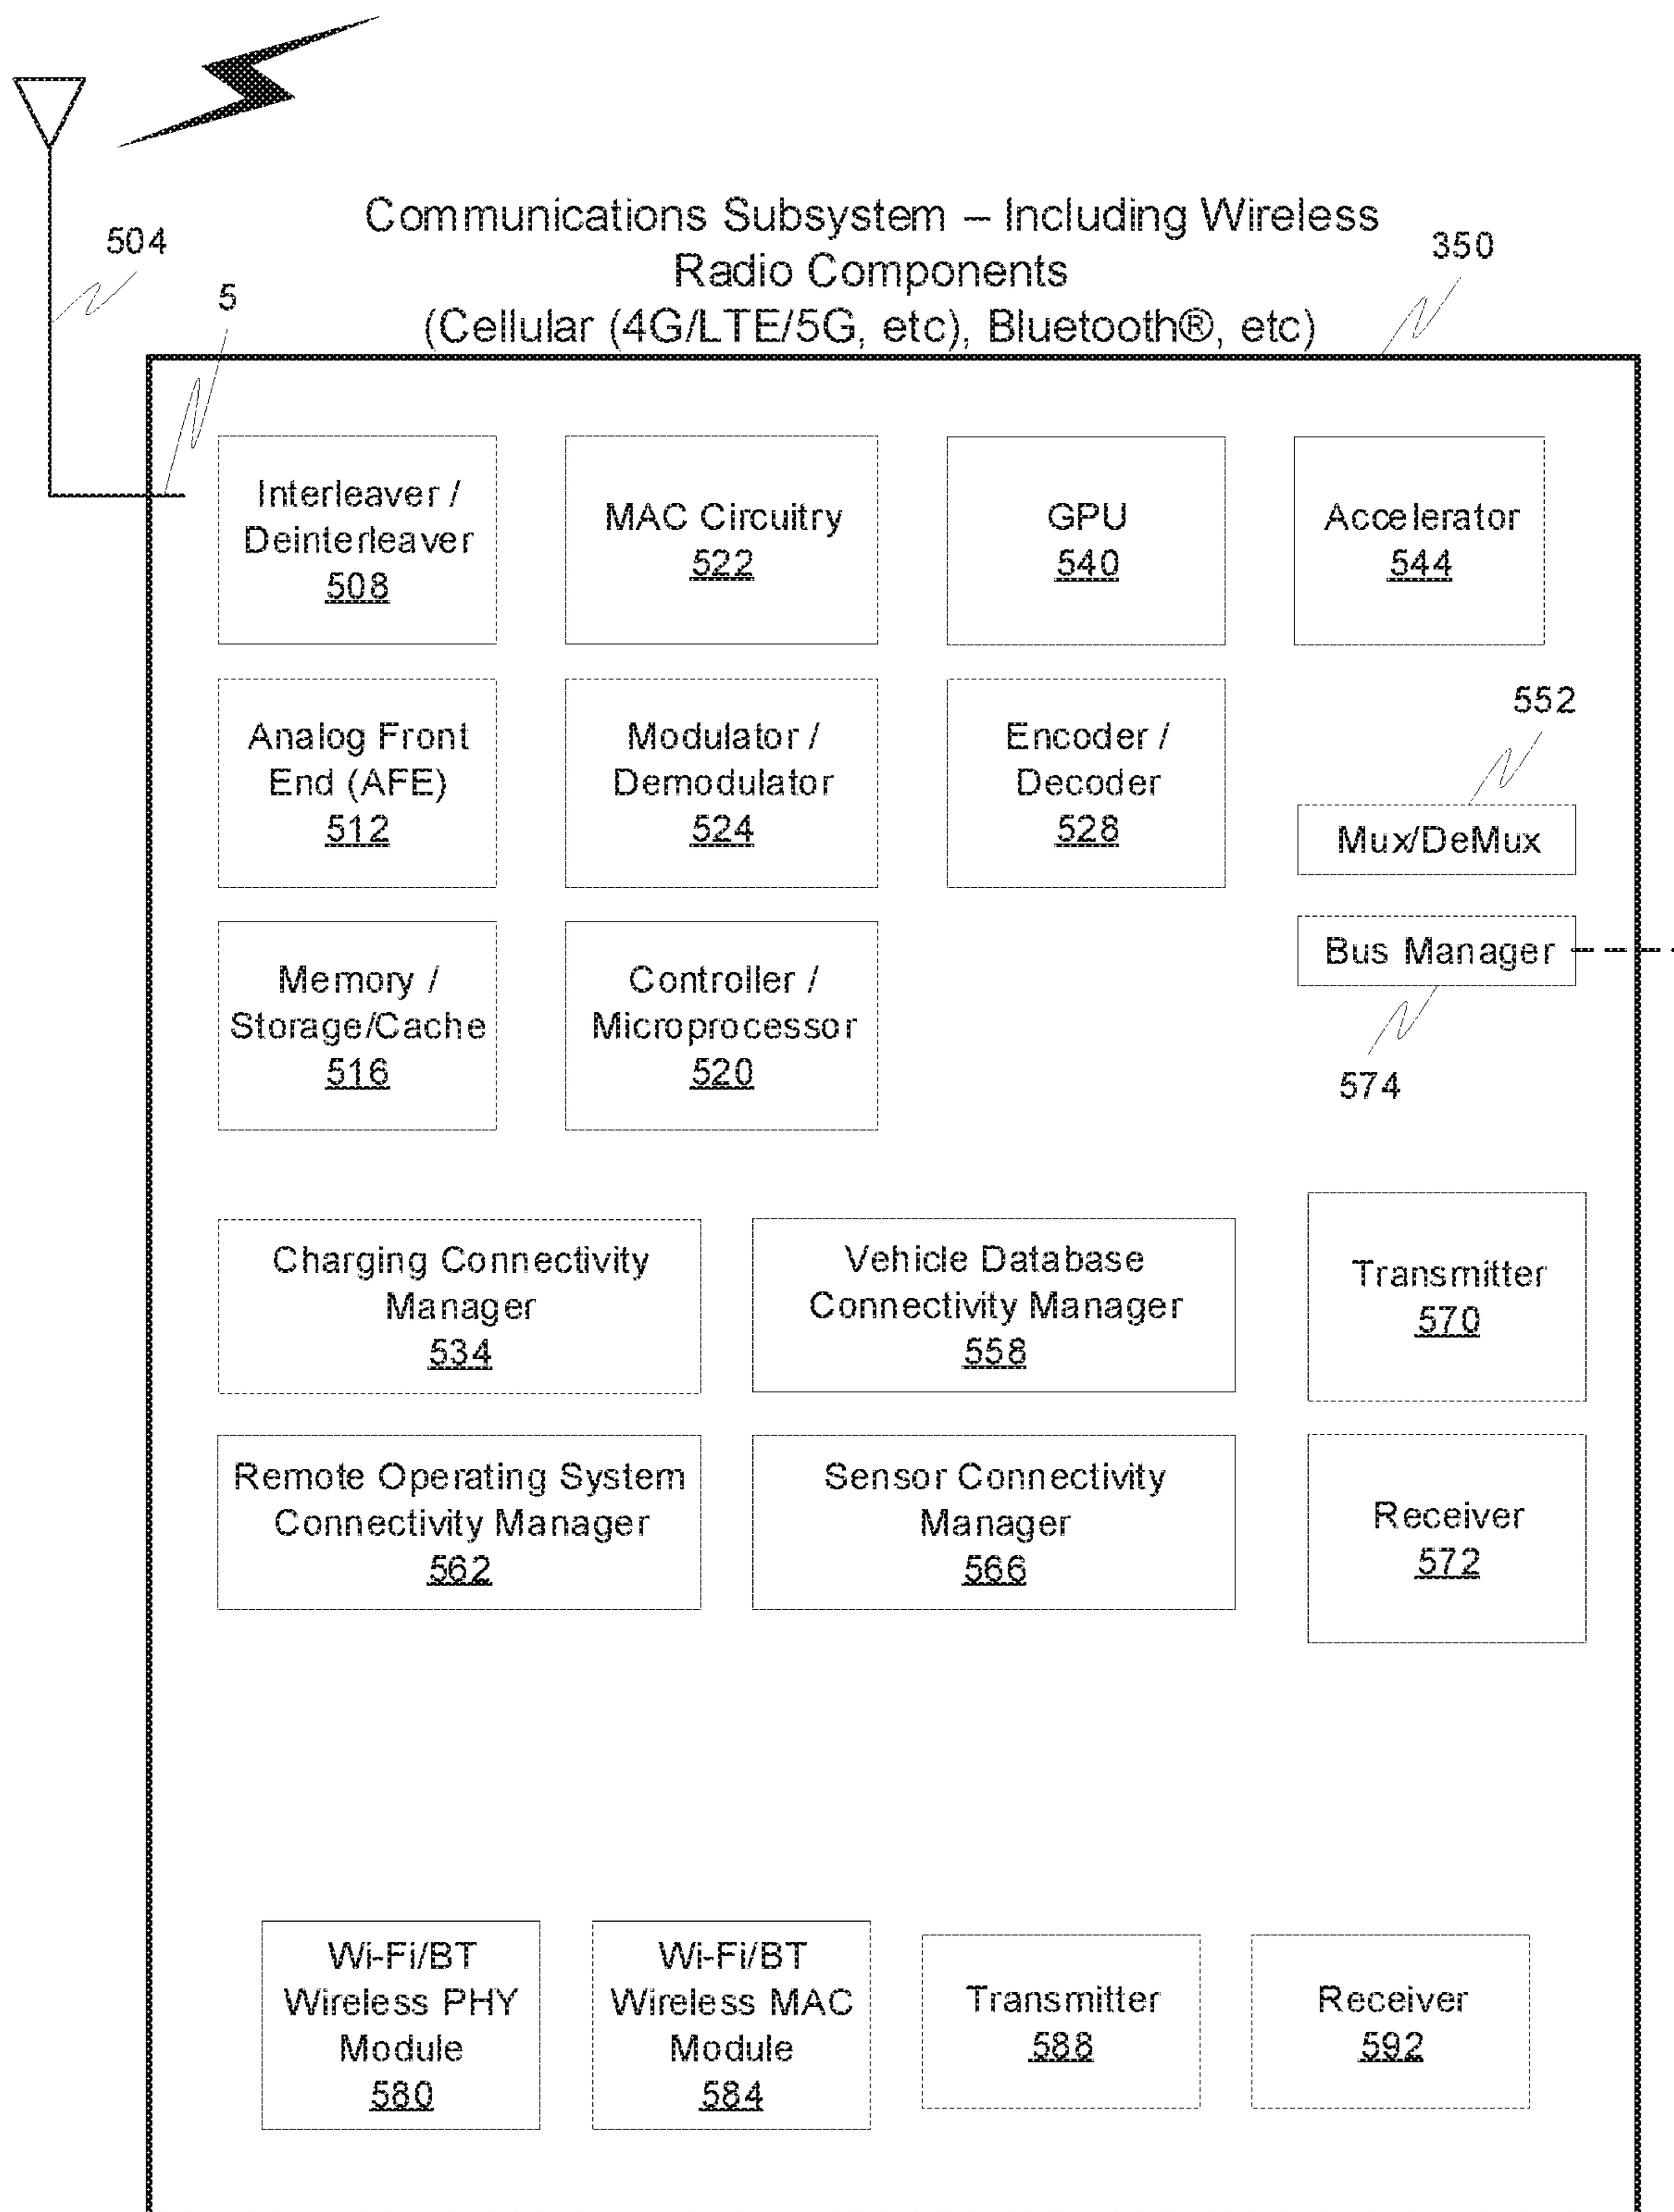 Communications Subsystem – Including Wireless
Radio Components
(Cellular (4G/LTE/5G, etc), Bluetooth®, etc)
504
5
350
Interleaver /
Deinterleaver
508
MAC Circuitry
522
GPU
540
Accelerator
544
Analog Front
End (AFE)
512
Modulator /
Demodulator
524
Encoder /
Decoder
528
552
Mux/DeMux
Bus Manager
574
Memory /
Storage/Cache
516
Controller /
Microprocessor
520
Charging Connectivity
Manager
534
Vehicle Database
Connectivity Manager
558
Transmitter
570
Remote Operating System
Connectivity Manager
562
Sensor Connectivity
Manager
566
Receiver
572
Wi-Fi/BT
Wireless PHY
Module
580
Wi-Fi/BT
Wireless MAC
Module
584
Transmitter
588
Receiver
592